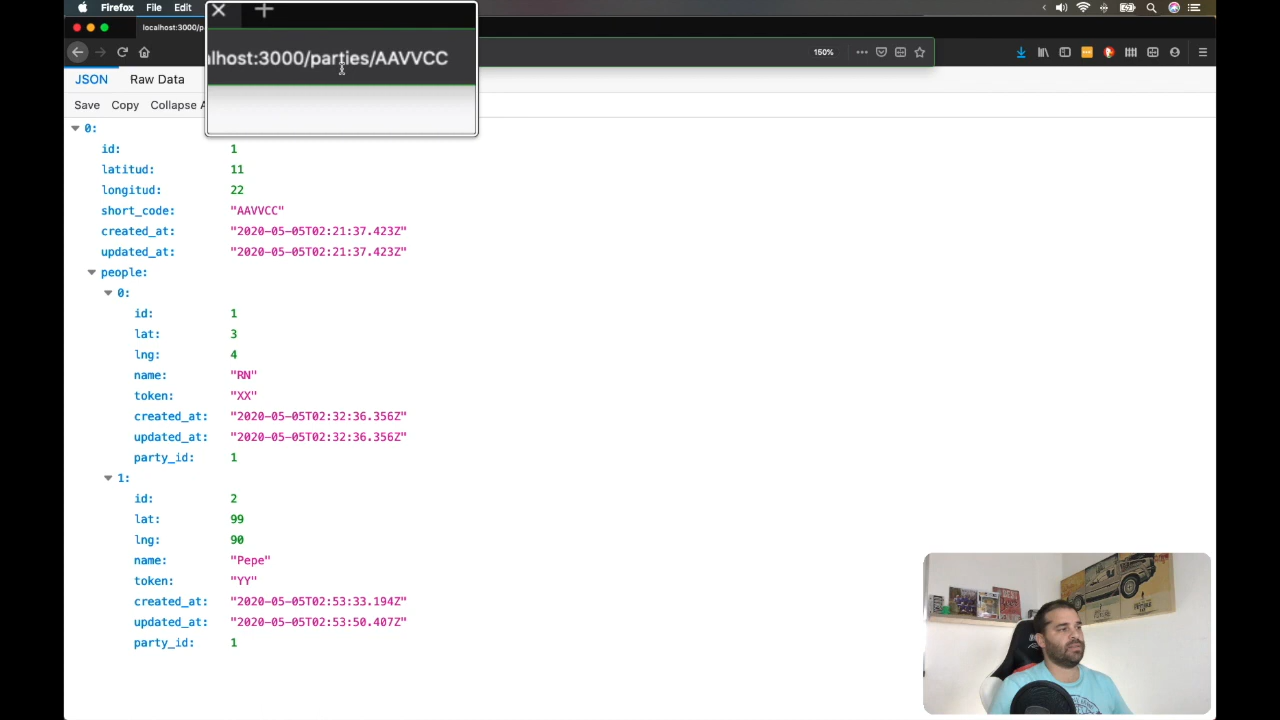 Firefox File Edit
localhost:3000/p
lhost:3000/parties/AAVVCC
150%
JSON Raw Data
Save Copy Collapse A
0:
id: 1
latitud: 11
longitud: 22
short_code: "AAVVCC"
created_at: "2020-05-05T02:21:37.423Z"
updated_at: "2020-05-05T02:21:37.423Z"
people:
0:
id: 1
lat: 3
lng: 4
name: "RN"
token: "XX"
created_at: "2020-05-05T02:32:36.356Z"
updated_at: "2020-05-05T02:32:36.356Z"
party_id: 1
1:
id: 2
lat: 99
lng: 90
name: "Pepe"
token: "YY"
created_at: "2020-05-05T02:53:33.194Z"
updated_at: "2020-05-05T02:53:50.407Z"
party_id: 1